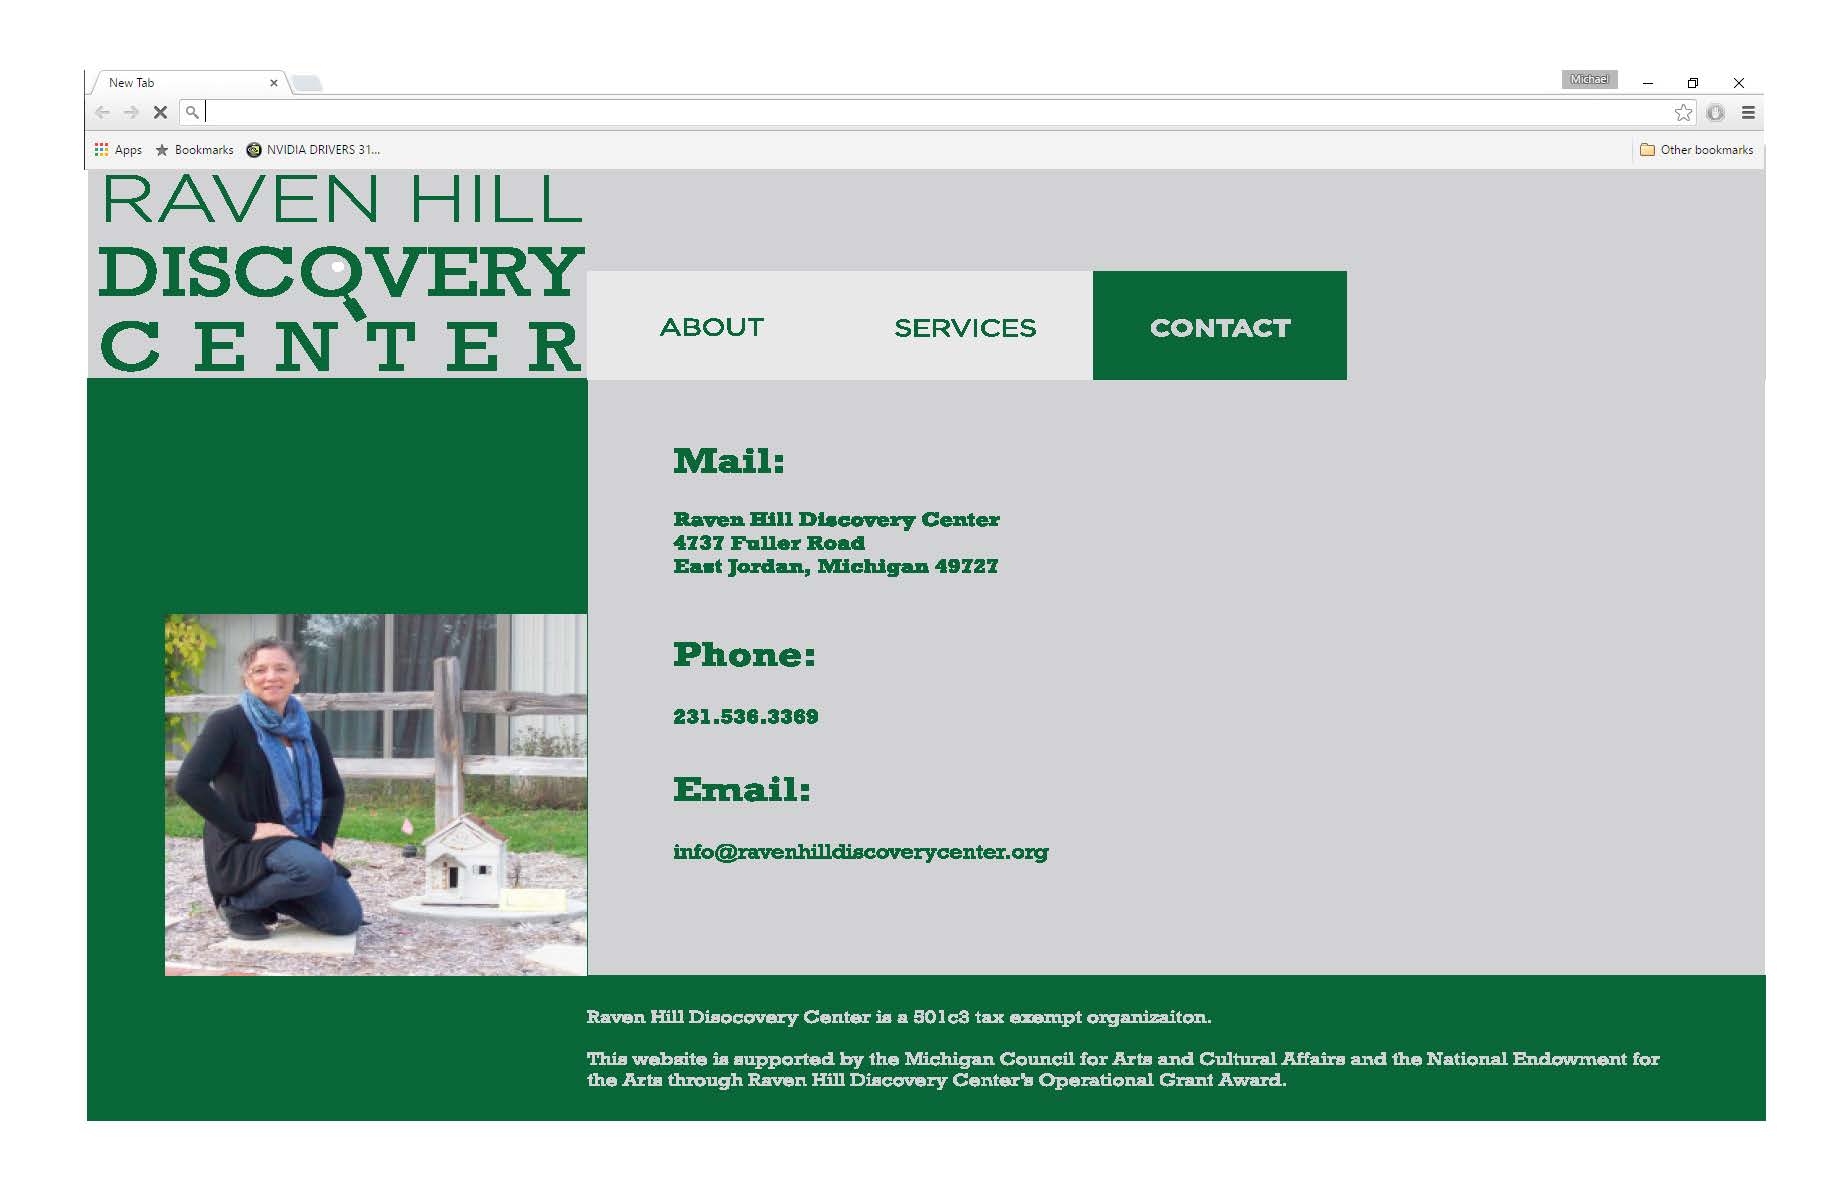 New Tab
Michael
Apps
Bookmarks
NVIDIA DRIVERS 31...
Other bookmarks
RAVEN HILL
DISCOVERY
CENTER
ABOUT
SERVICES
CONTACT
Mail:
Raven Hill Discovery Center
4737 Fuller Road
East Jordan, Michigan 49727
Phone:
231.536.3369
Email:
info@ravenhilldiscoverycenter.org
Raven Hill Disocovery Center is a 501c3 tax exempt organizaiton.
This website is supported by the Michigan Council for Arts and Cultural Affairs and the National Endowment for
the Arts through Raven Hill Discovery Center's Operational Grant Award.